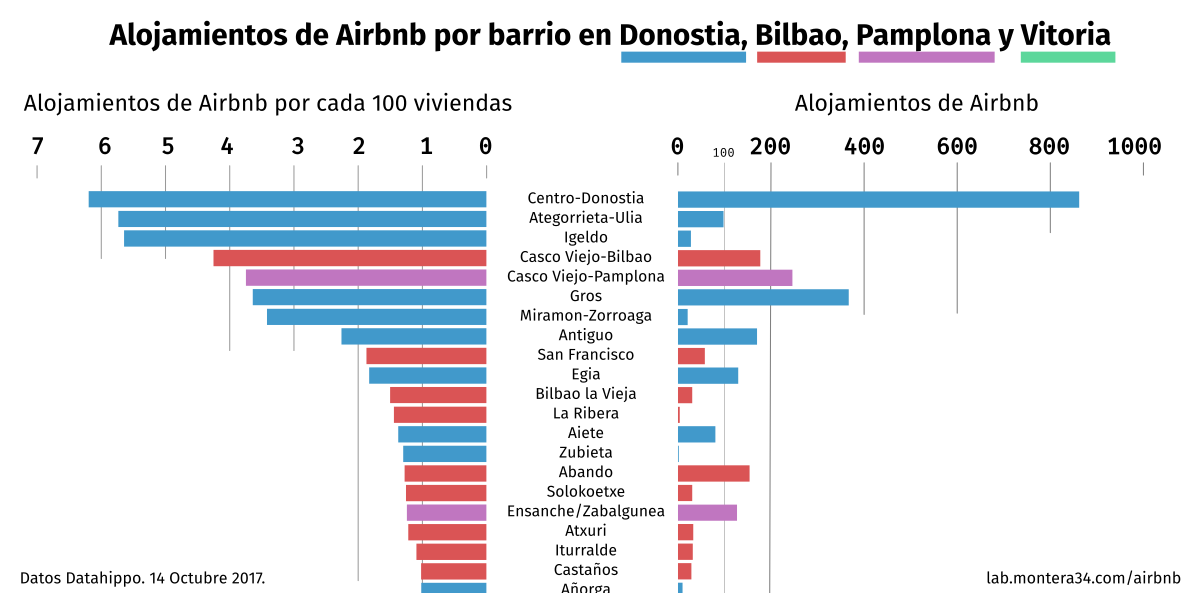 Alojamientos de Airbnb por barrio en Donostia, Bilbao, Pamplona y Vitoria
Alojamientos de Airbnb por cada 100 viviendas
Alojamientos de Airbnb
7 6 5 4 3 2 1 0
0 100 200 400 600 800 1000
Centro-Donostia
Ategorrieta-Ulia
Igeldo
Casco Viejo-Bilbao
Casco Viejo-Pamplona
Gros
Miramon-Zorroaga
Antiguo
San Francisco
Egia
Bilbao la Vieja
La Ribera
Aiete
Zubieta
Abando
Solokoetxe
Ensanche/Zabalgunea
Atxuri
Iturralde
Castaños
Añorga
Datos Datahippo. 14 Octubre 2017.
lab.montera34.com/airbnb